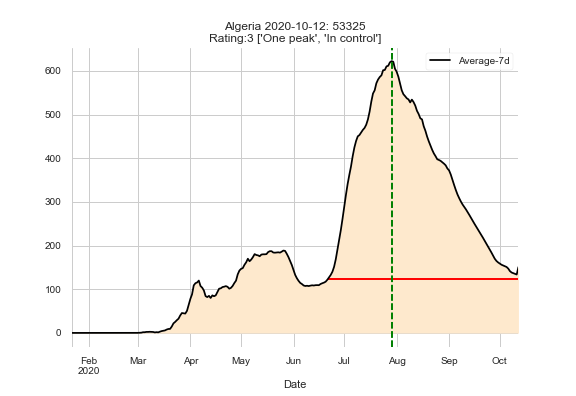 Algeria 2020-10-12: 53325
Rating:3 ['One peak', 'In control']
Average-7d
600
500
400
300
200
100
0
Feb Mar Apr May Jun Jul Aug Sep Oct
2020
Date